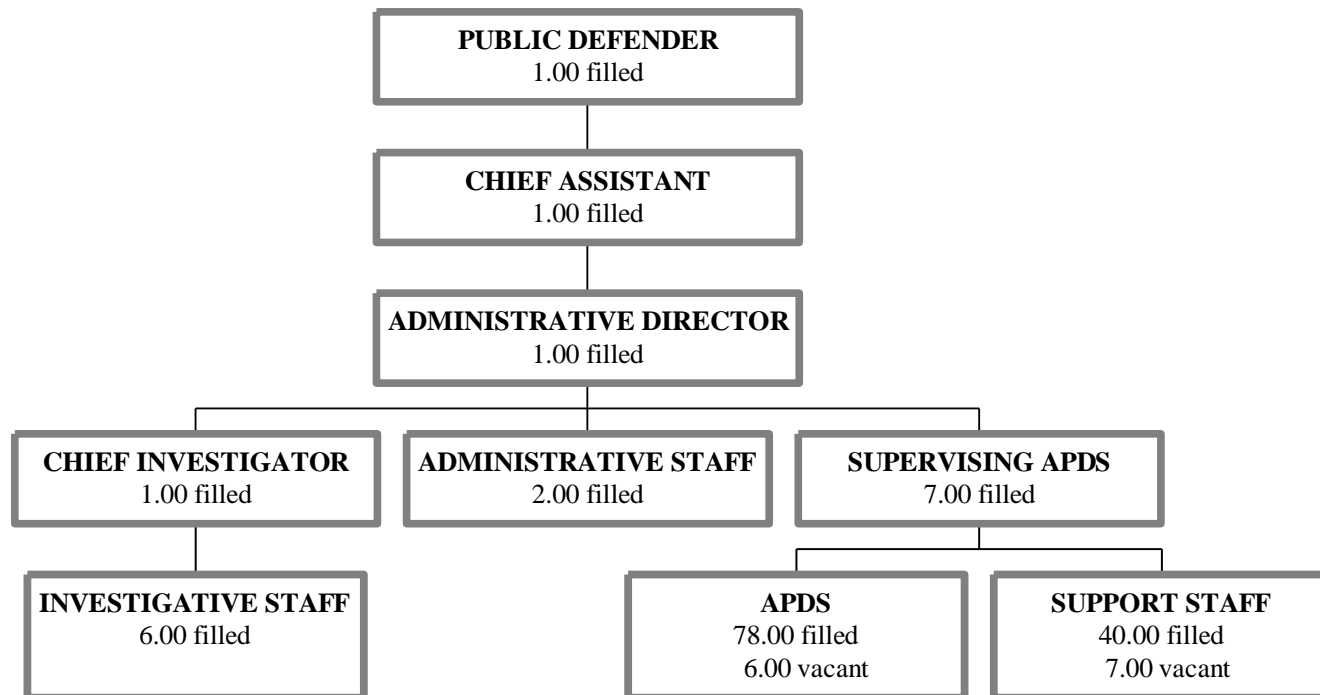 PUBLIC DEFENDER
1.00 filled
CHIEF ASSISTANT
1.00 filled
ADMINISTRATIVE DIRECTOR
1.00 filled
CHIEF INVESTIGATOR
1.00 filled
ADMINISTRATIVE STAFF
2.00 filled
SUPERVISING APDS
7.00 filled
INVESTIGATIVE STAFF
6.00 filled
APDS
78.00 filled
6.00 vacant
SUPPORT STAFF
40.00 filled
7.00 vacant